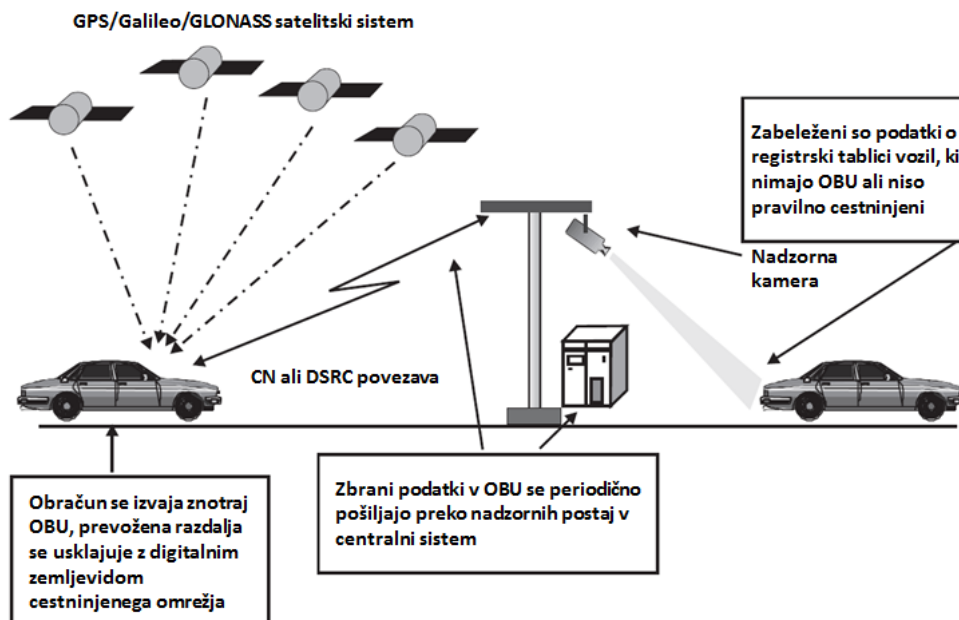 GPS/Galileo/GLONASS satelitski sistem
Zabeleženi so podatki o
registrski tablici vozil, ki
nimajo OBU ali niso
pravilno cestninjeni
Nadzorna
kamera
CN ali DSRC povezava
Obračun se izvaja znotraj
OBU, prevožena razdalja
se usklajuje z digitalnim
zemljevidom
cestninjenega omrežja
Zbrani podatki v OBU se periodično
pošiljajo preko nadzornih postaj v
centralni sistem